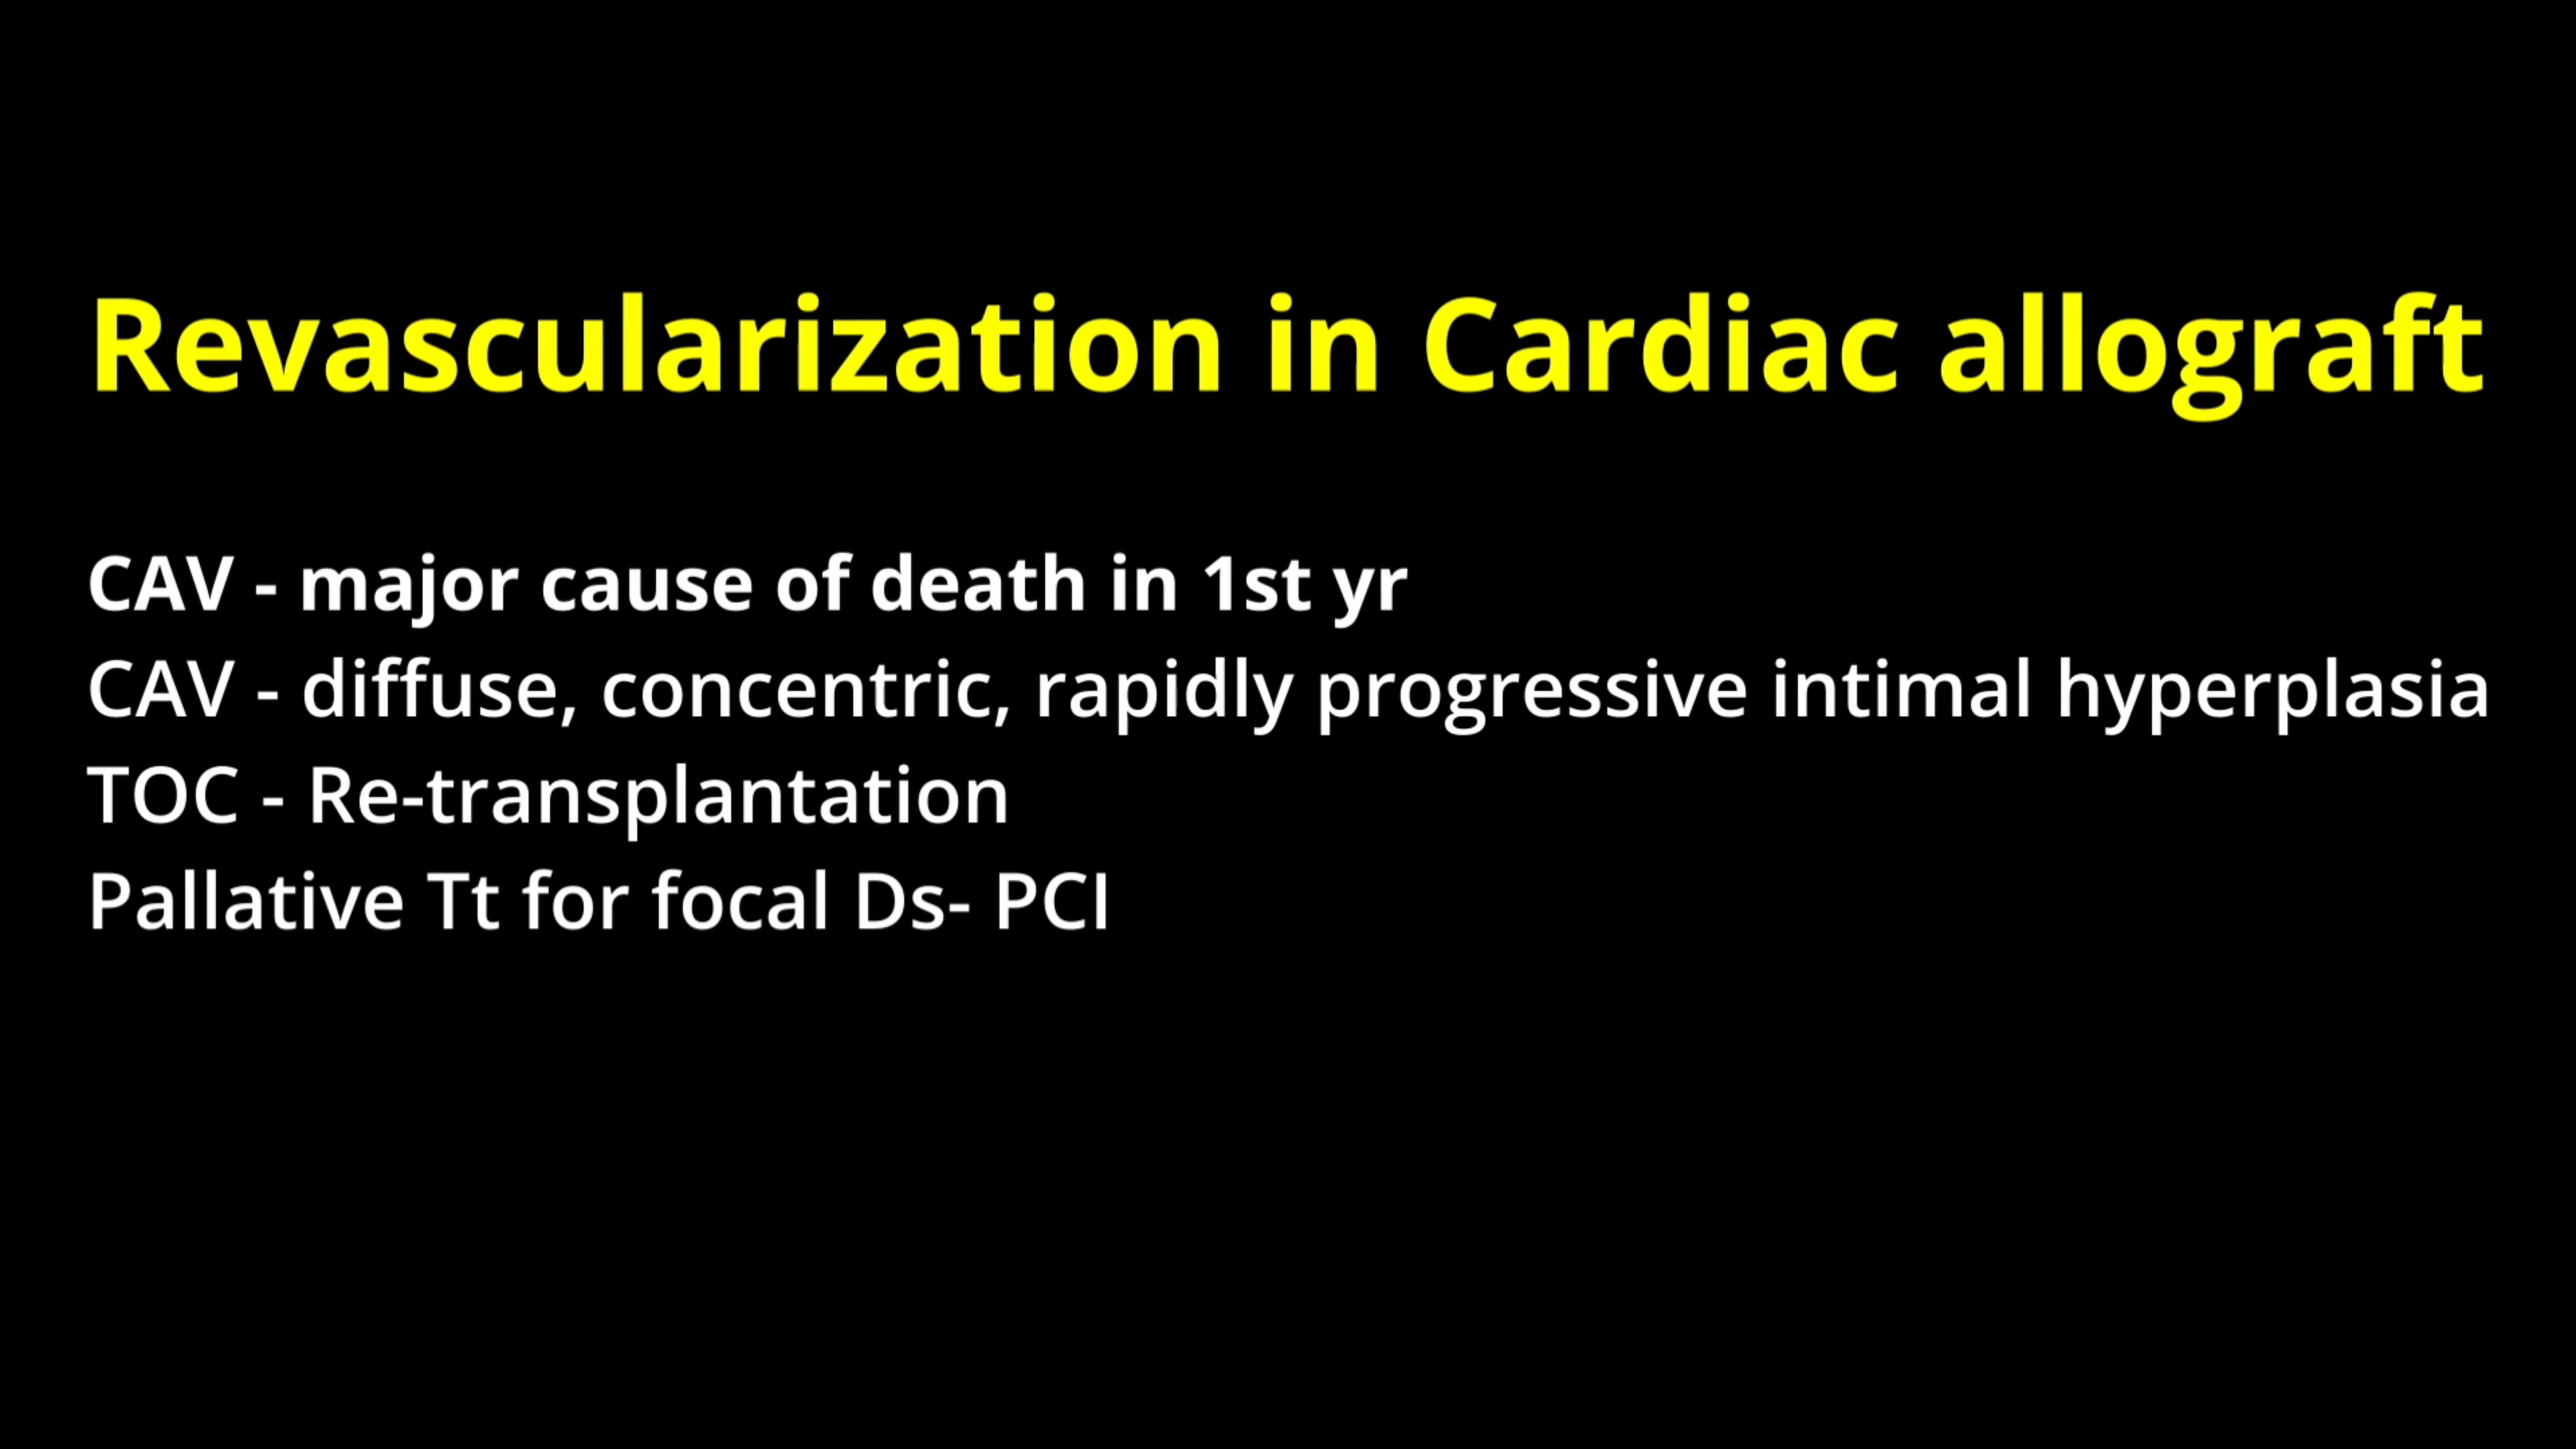 Revascularization in Cardiac allograft
CAV - major cause of death in 1st yr
CAV - diffuse, concentric, rapidly progressive intimal hyperplasia
TOC - Re-transplantation
Pallative Tt for focal Ds- PCI